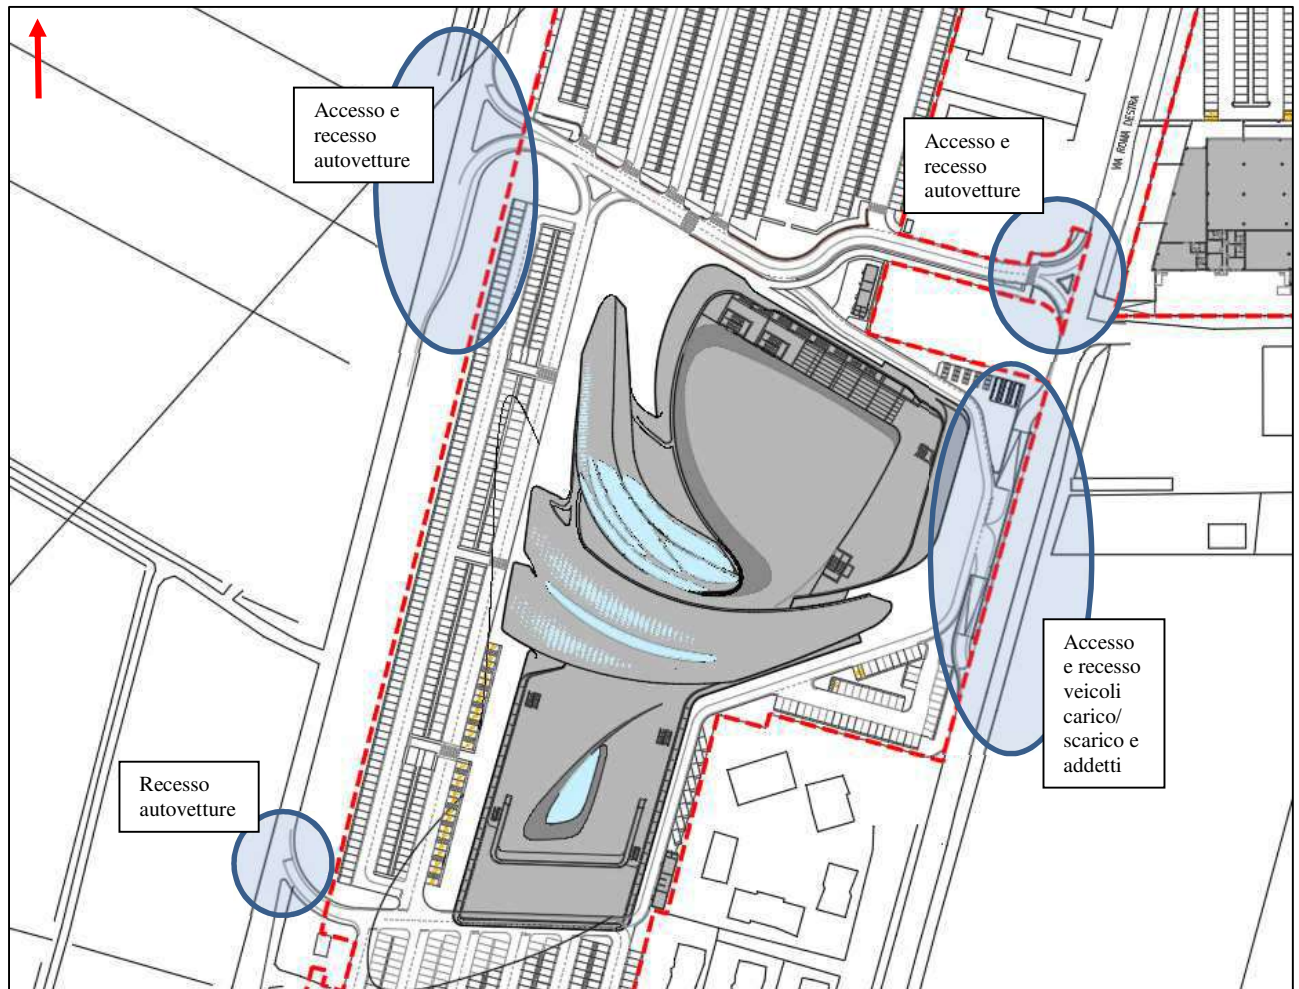 Accesso e
recesso
autovetture
Accesso e
recesso
autovetture
VIA ROMA DESTRA
Accesso
e recesso
veicoli
carico/
scarico e
addetti
Recesso
autovetture